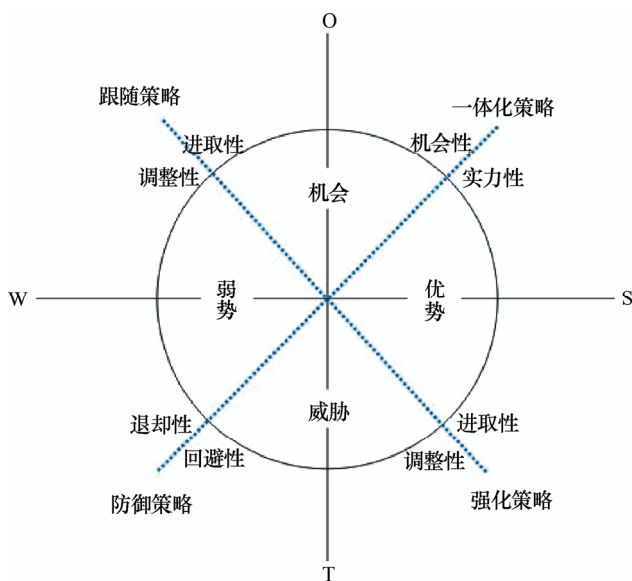 O
跟随策略
一体化策略
进取性
机会性
调整性
实力性
机会
W
弱势
优势
S
威胁
退却性
进取性
回避性
调整性
防御策略
强化策略
T